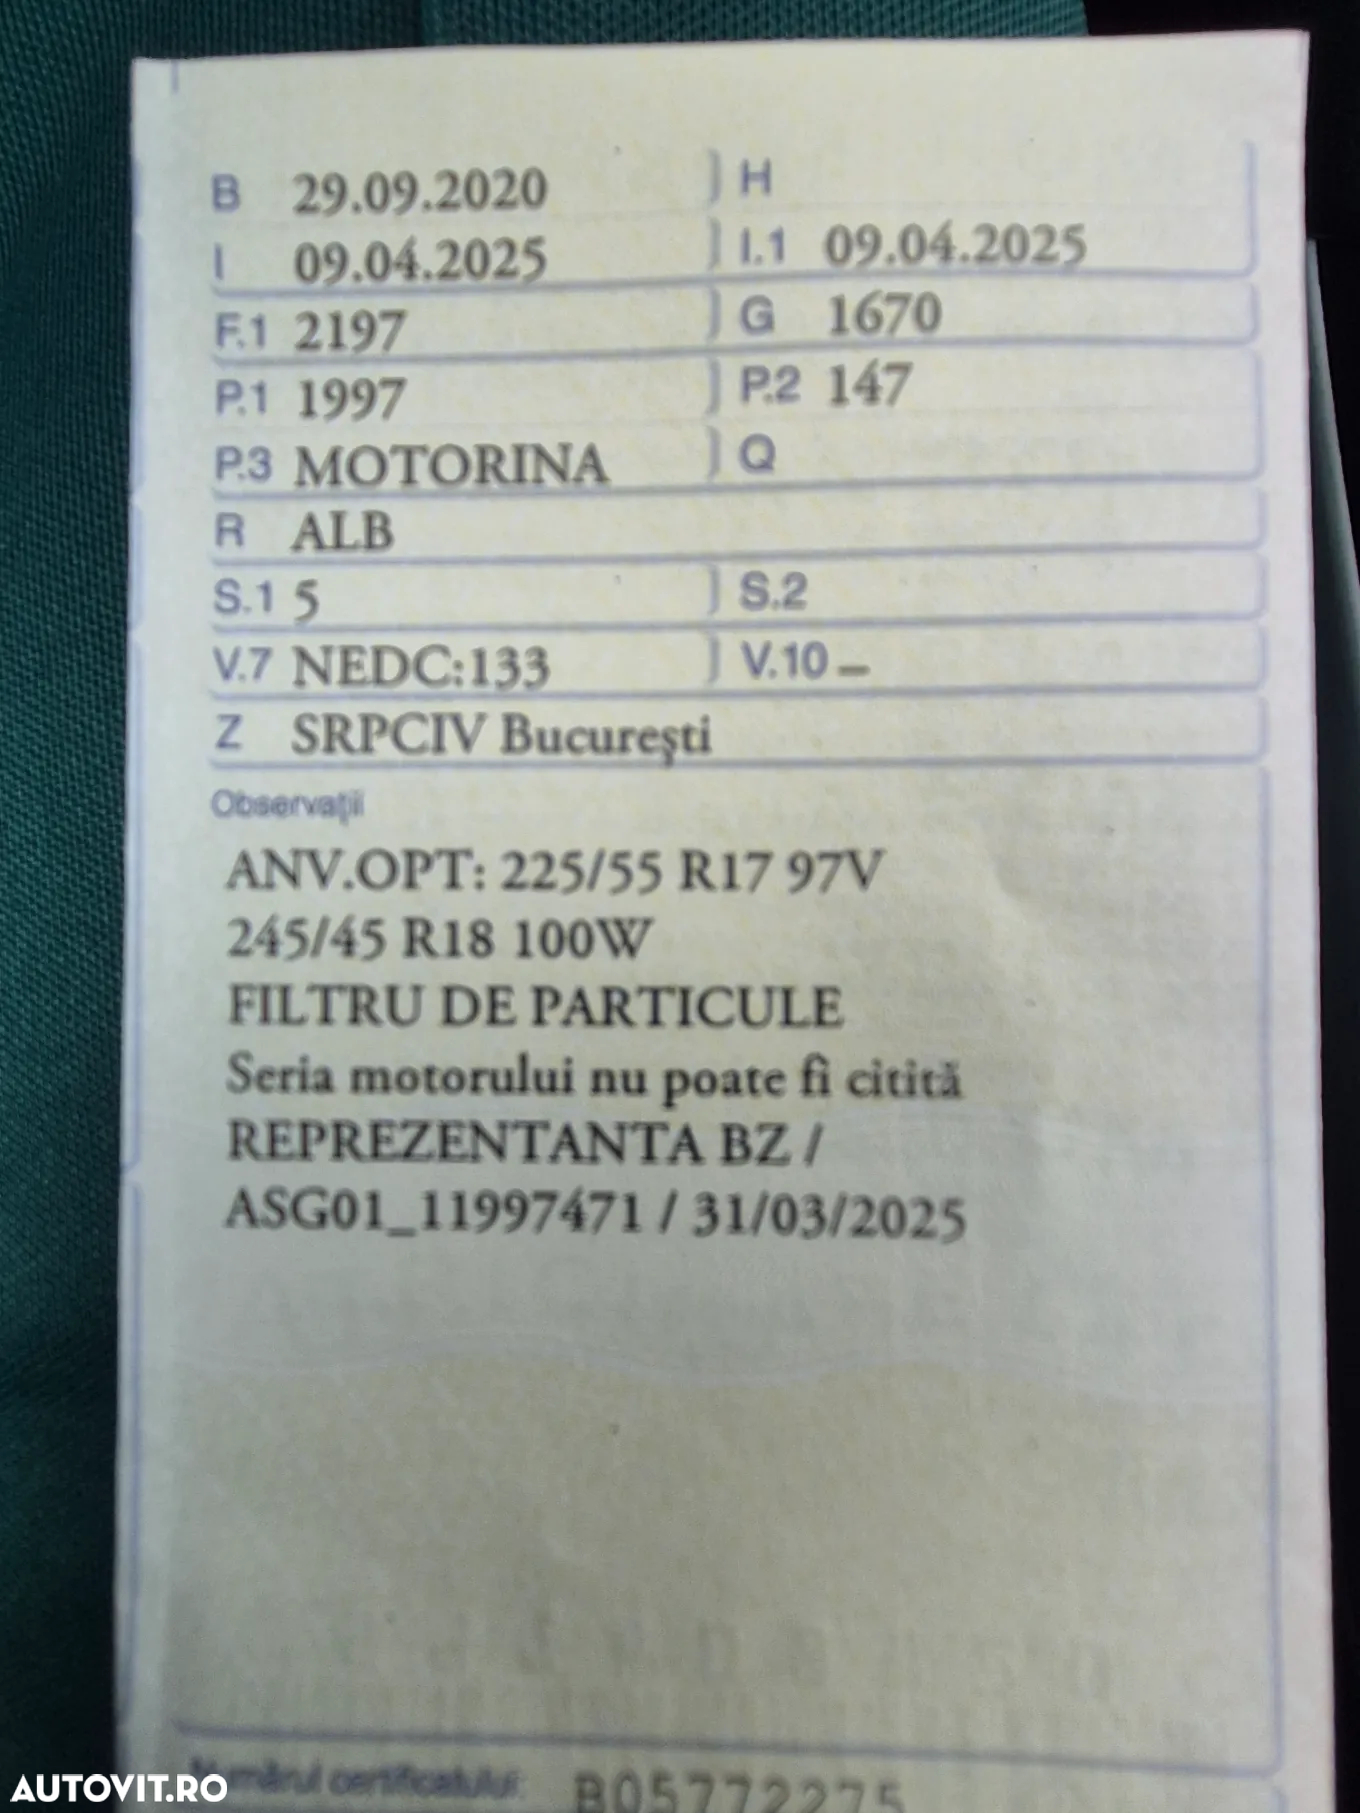 B 29.09.2020 H
I 09.04.2025 I.1 09.04.2025
F.1 2197 G 1670
P.1 1997 P.2 147
P.3 MOTORINA Q
R ALB
S.1 5 S.2
V.7 NEDC:133 V.10 –
Z SRPCIV București
Observații
ANV.OPT: 225/55 R17 97V
245/45 R18 100W
FILTRU DE PARTICULE
Seria motorului nu poate fi citită
REPREZENTANTA BZ /
ASG01_11997471 / 31/03/2025
Numărul certificatului: B05772275
AUTOVIT.RO